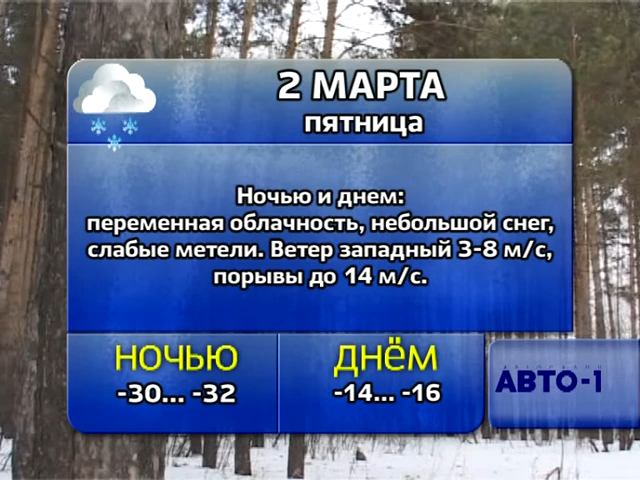 2 МАРТА
пятница
Ночью и днем:
переменная облачность, небольшой снег,
слабые метели. Ветер западный 3-8 м/с,
порывы до 14 м/с.
НОЧЬЮ
-30... -32
ДНЁМ
-14... -16
АВТО-1